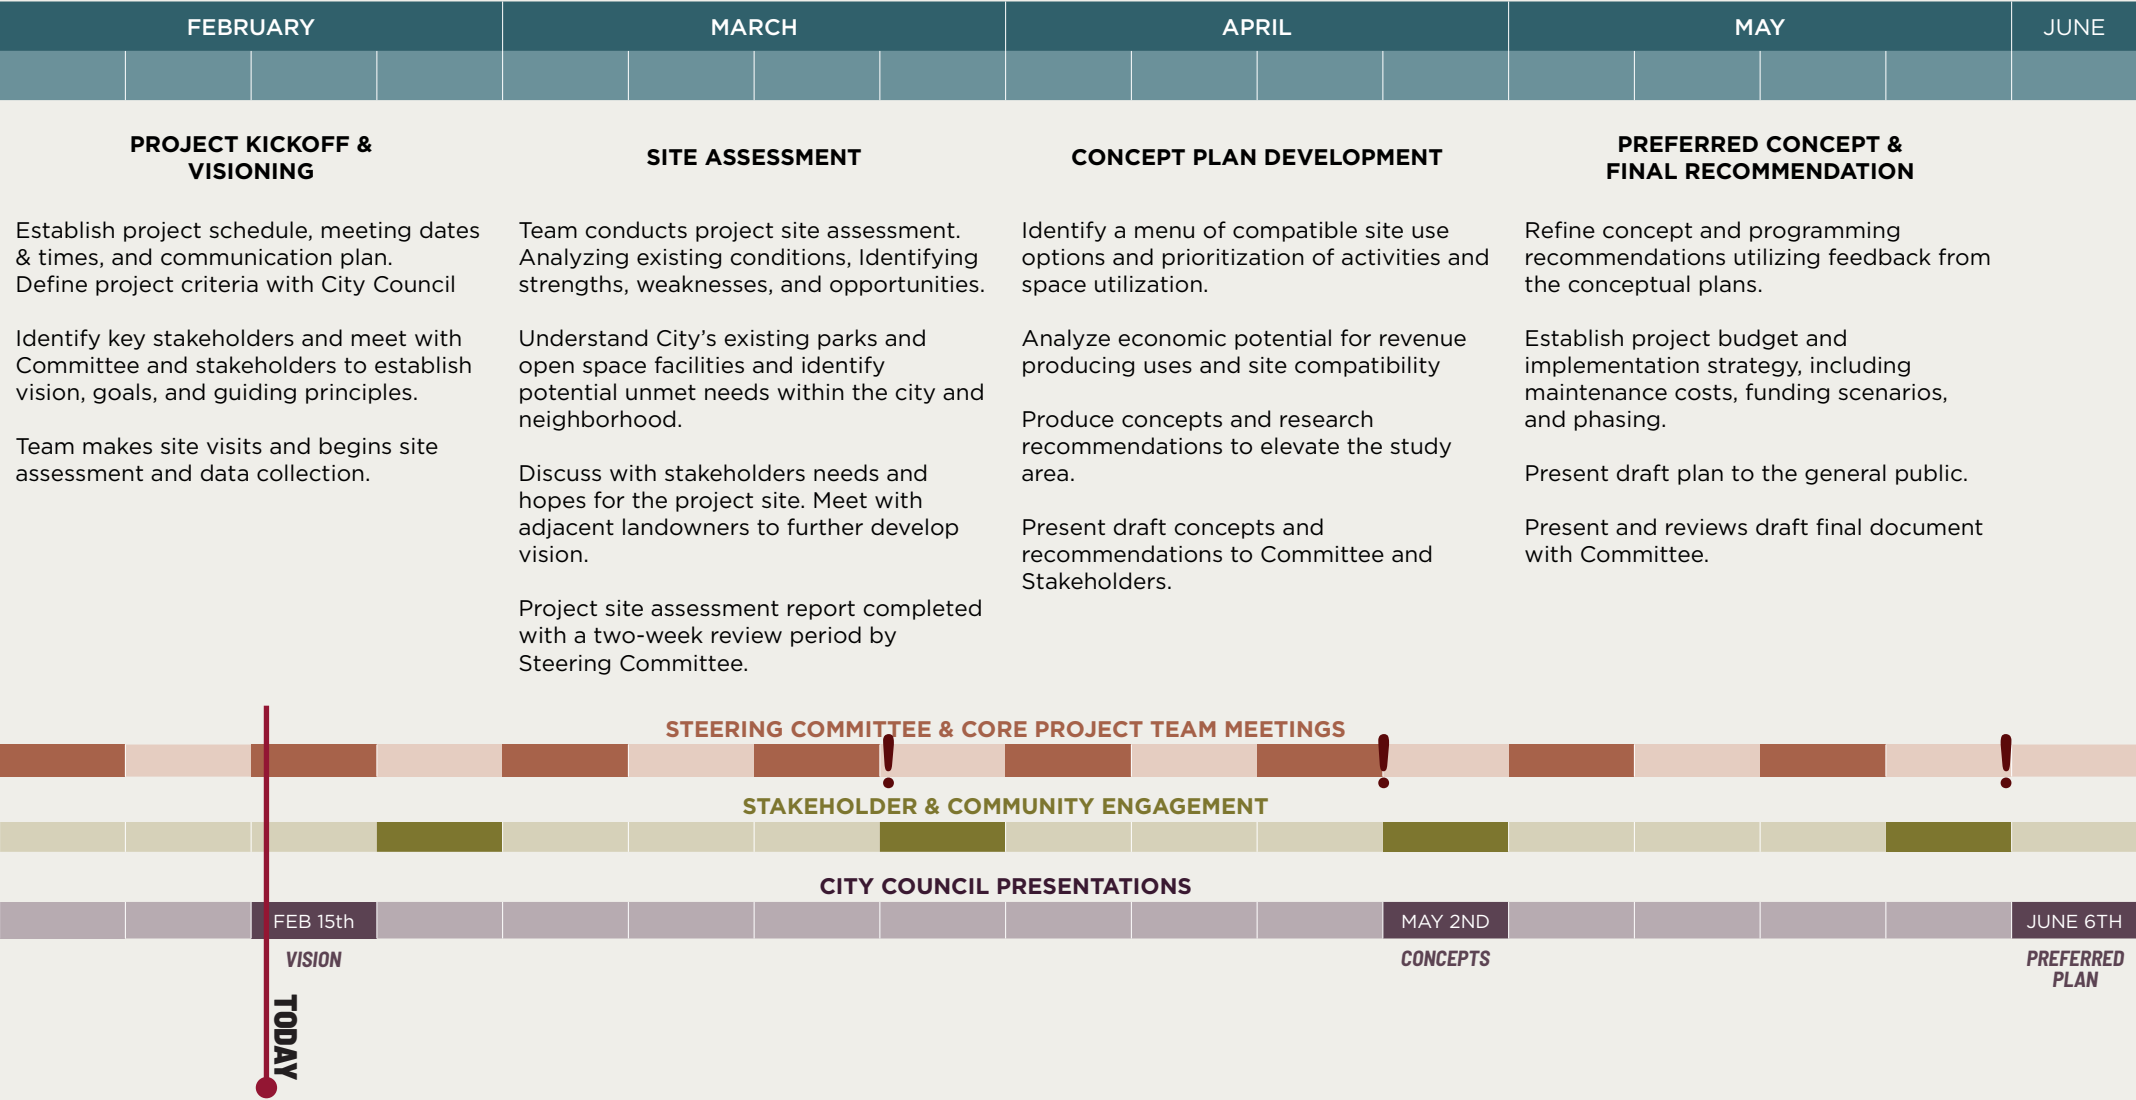 FEBRUARY
MARCH
APRIL
MAY
JUNE
PROJECT KICKOFF &
VISIONING
Establish project schedule, meeting dates
& times, and communication plan.
Define project criteria with City Council
Identify key stakeholders and meet with
Committee and stakeholders to establish
vision, goals, and guiding principles.
Team makes site visits and begins site
assessment and data collection.
SITE ASSESSMENT
Team conducts project site assessment.
Analyzing existing conditions, Identifying
strengths, weaknesses, and opportunities.
Understand City’s existing parks and
open space facilities and identify
potential unmet needs within the city and
neighborhood.
Discuss with stakeholders needs and
hopes for the project site. Meet with
adjacent landowners to further develop
vision.
Project site assessment report completed
with a two-week review period by
Steering Committee.
CONCEPT PLAN DEVELOPMENT
Identify a menu of compatible site use
options and prioritization of activities and
space utilization.
Analyze economic potential for revenue
producing uses and site compatibility
Produce concepts and research
recommendations to elevate the study
area.
Present draft concepts and
recommendations to Committee and
Stakeholders.
PREFERRED CONCEPT &
FINAL RECOMMENDATION
Refine concept and programming
recommendations utilizing feedback from
the conceptual plans.
Establish project budget and
implementation strategy, including
maintenance costs, funding scenarios,
and phasing.
Present draft plan to the general public.
Present and reviews draft final document
with Committee.
STEERING COMMITTEE & CORE PROJECT TEAM MEETINGS
!
!
!
STAKEHOLDER & COMMUNITY ENGAGEMENT
CITY COUNCIL PRESENTATIONS
FEB 15th
MAY 2ND
JUNE 6TH
VISION
CONCEPTS
PREFERRED
PLAN
TODAY